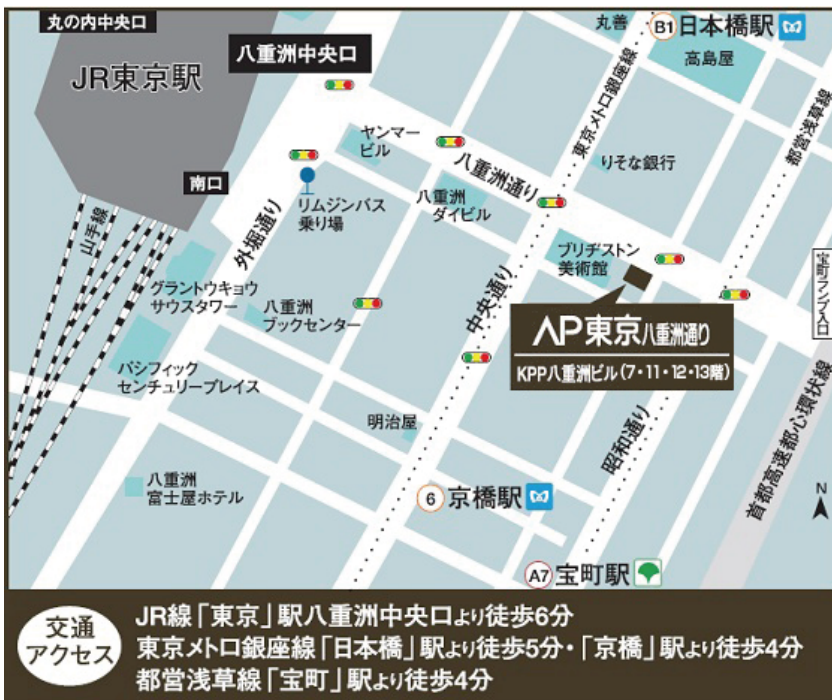 丸の内中央口
JR東京駅
八重洲中央口
丸善
B1 日本橋駅
高島屋
ヤンマー
ビル
東京メトロ銀座線
都営浅草線
りそな銀行
八重洲通り
南口
リムジンバス
乗り場
八重洲
ダイビル
山手線
外堀通り
ブリヂストン
美術館
宝町ランプ入口
グラントウキョウ
サウスタワー
八重洲
ブックセンター
中央通り
AP東京八重洲通り
KPP八重洲ビル(7・11・12・13階)
パシフィック
センチュリープレイス
明治屋
昭和通り
首都高速都心環状線
八重洲
富士屋ホテル
6 京橋駅
N
A7 宝町駅
交通
アクセス
JR線「東京」駅八重洲中央口より徒歩6分
東京メトロ銀座線「日本橋」駅より徒歩5分・「京橋」駅より徒歩4分
都営浅草線「宝町」駅より徒歩4分